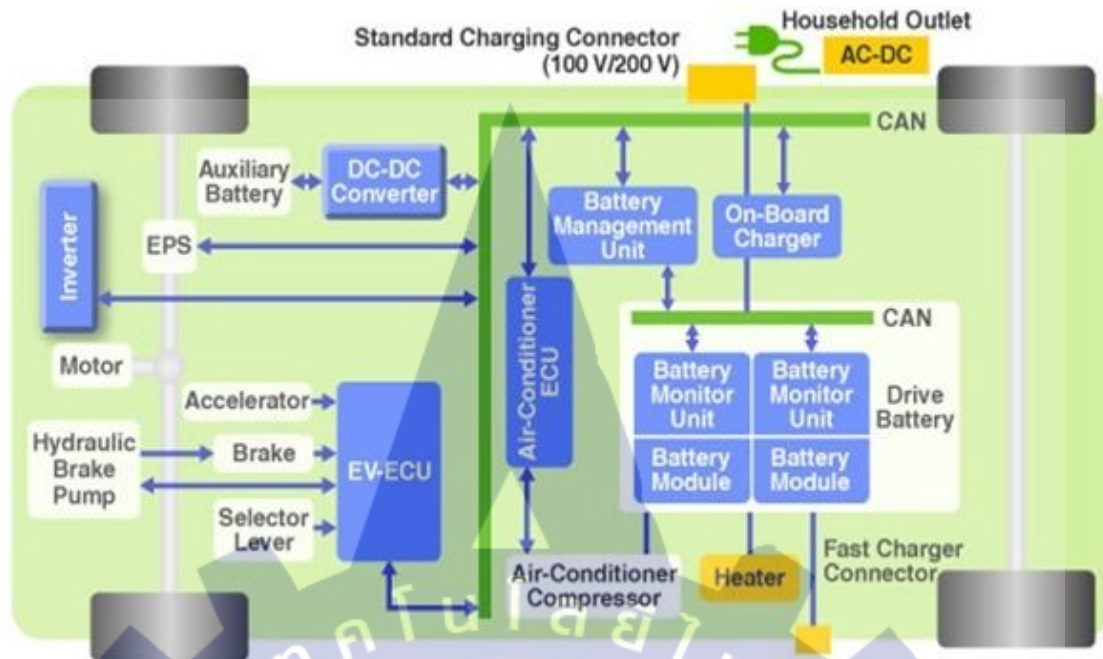 Household Outlet
Standard Charging Connector
(100 V/200 V)
AC-DC
CAN
Auxiliary
Battery
DC-DC
Converter
Battery
Management
Unit
On-Board
Charger
EPS
Inverter
Air-Conditioner
ECU
CAN
Motor
Battery
Monitor
Unit
Battery
Monitor
Unit
Drive
Battery
Accelerator
Hydraulic
Brake
Pump
Brake
EV-ECU
Battery
Module
Battery
Module
Selector
Lever
Air-Conditioner
Compressor
Heater
Fast Charger
Connector